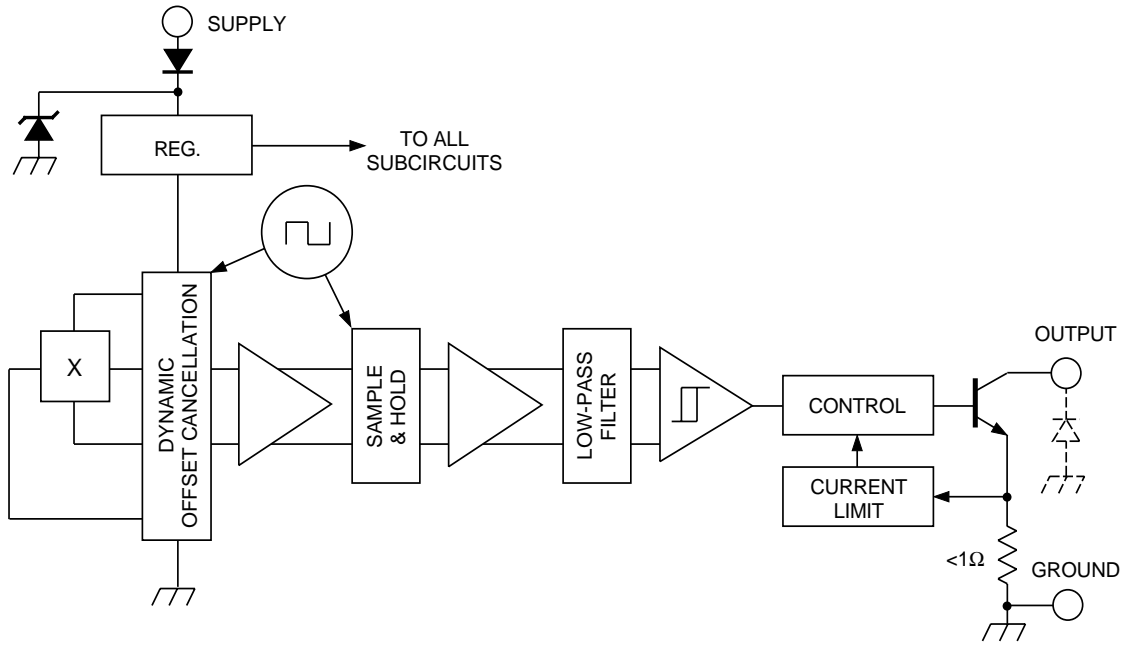 SUPPLY
REG.
TO ALL
SUBCIRCUITS
X
DYNAMIC
OFFSET CANCELLATION
SAMPLE
& HOLD
LOW-PASS
FILTER
CONTROL
CURRENT
LIMIT
OUTPUT
<1Ω
GROUND